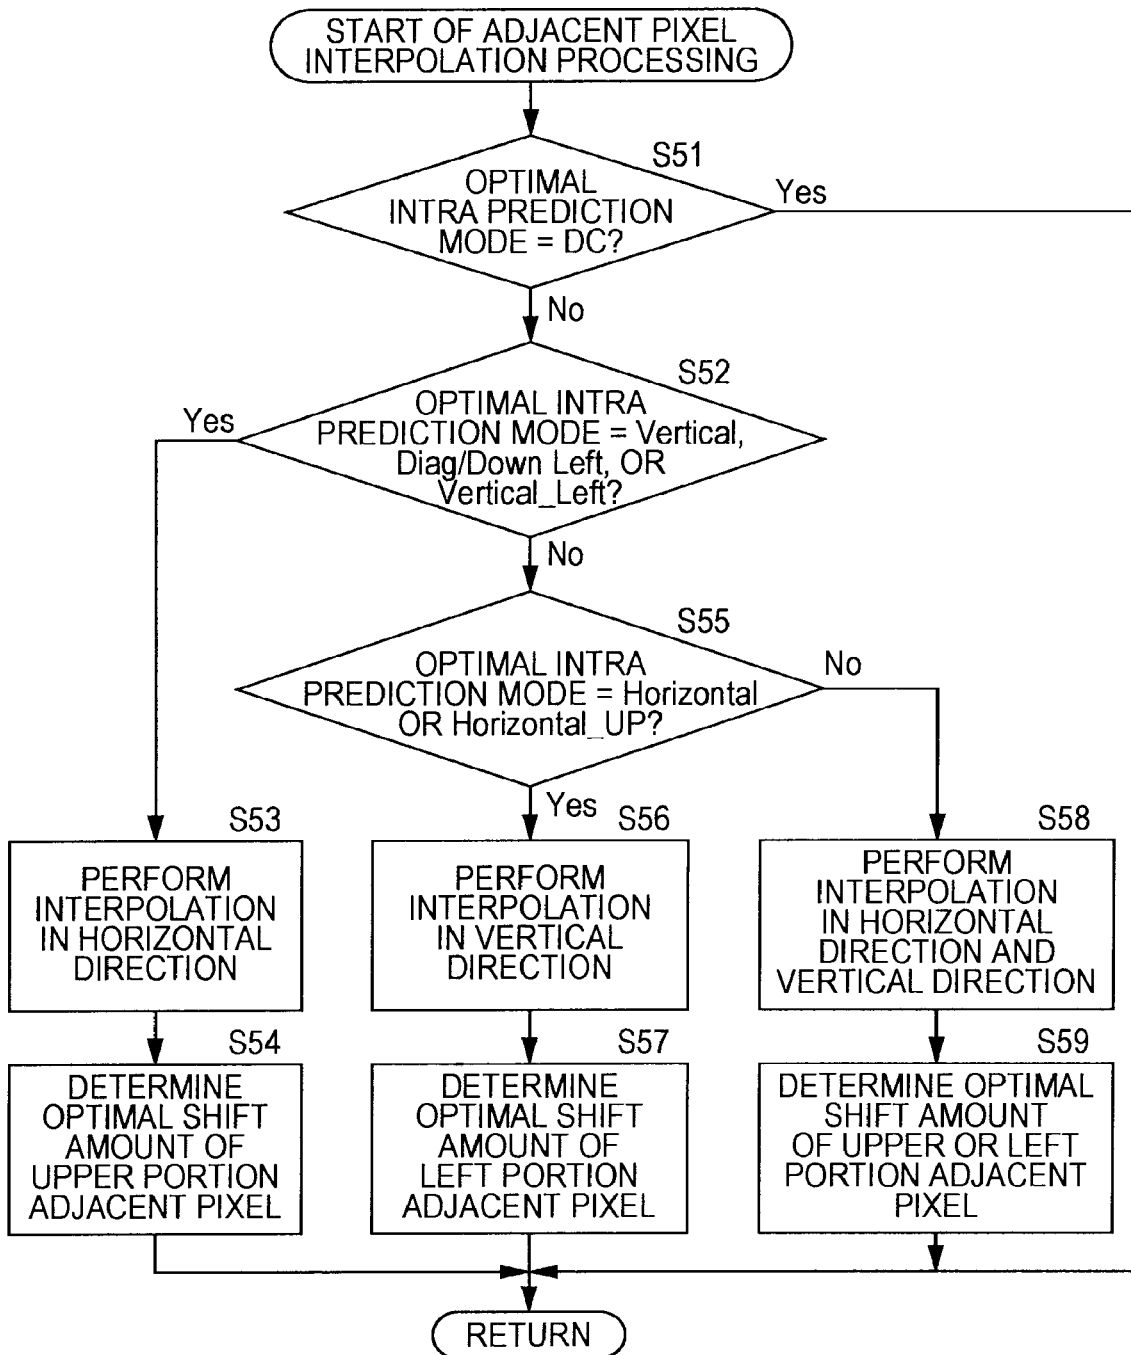 START OF ADJACENT PIXEL
INTERPOLATION PROCESSING
S51
OPTIMAL
INTRA PREDICTION
MODE = DC?
Yes
No
S52
OPTIMAL INTRA
PREDICTION MODE = Vertical,
Diag/Down Left, OR
Vertical_Left?
Yes
No
S55
OPTIMAL INTRA
PREDICTION MODE = Horizontal
OR Horizontal_UP?
No
Yes
S53
PERFORM
INTERPOLATION
IN HORIZONTAL
DIRECTION
S56
PERFORM
INTERPOLATION
IN VERTICAL
DIRECTION
S58
PERFORM
INTERPOLATION
IN HORIZONTAL
DIRECTION AND
VERTICAL DIRECTION
S54
DETERMINE
OPTIMAL SHIFT
AMOUNT OF
UPPER PORTION
ADJACENT PIXEL
S57
DETERMINE
OPTIMAL SHIFT
AMOUNT OF
LEFT PORTION
ADJACENT PIXEL
S59
DETERMINE OPTIMAL
SHIFT AMOUNT
OF UPPER OR LEFT
PORTION ADJACENT
PIXEL
RETURN